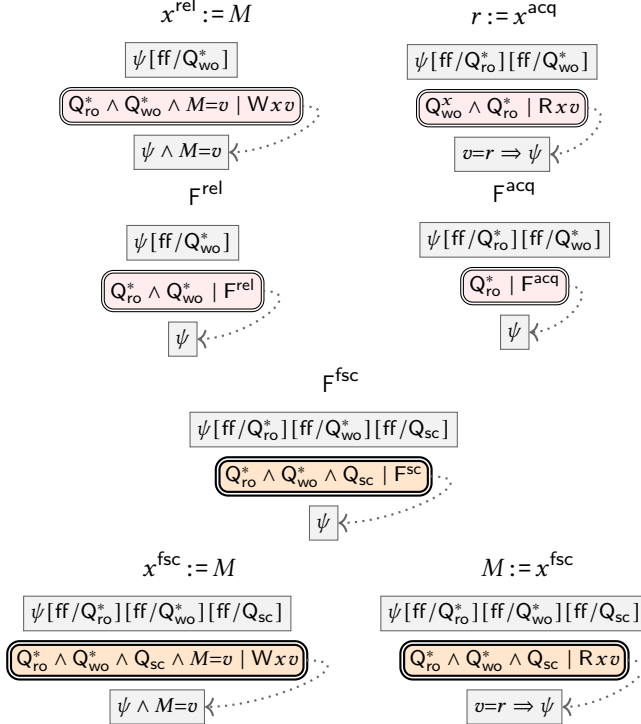 x^rel := M
ψ[ff/Q*_wo]
Q*_ro ∧ Q*_wo ∧ M=v | W x v
ψ ∧ M=v
r := x^acq
ψ[ff/Q*_ro][ff/Q*_wo]
Q^x_wo ∧ Q*_ro | R x v
v=r ⇒ ψ
F^rel
ψ[ff/Q*_wo]
Q*_ro ∧ Q*_wo | F^rel
ψ
F^acq
ψ[ff/Q*_ro][ff/Q*_wo]
Q*_ro | F^acq
ψ
F^fsc
ψ[ff/Q*_ro][ff/Q*_wo][ff/Q_sc]
Q*_ro ∧ Q*_wo ∧ Q_sc | F^sc
ψ
x^fsc := M
ψ[ff/Q*_ro][ff/Q*_wo][ff/Q_sc]
Q*_ro ∧ Q*_wo ∧ Q_sc ∧ M=v | W x v
ψ ∧ M=v
M := x^fsc
ψ[ff/Q*_ro][ff/Q*_wo][ff/Q_sc]
Q*_ro ∧ Q*_wo ∧ Q_sc | R x v
v=r ⇒ ψ